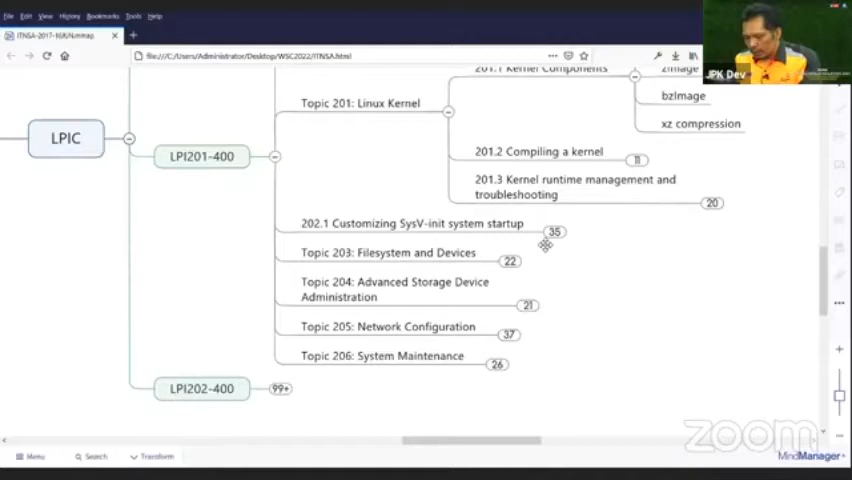 File Edit View History Bookmarks Tools Help
ITNSA-2017-16JUN.mmap
file:///C:/Users/Administrator/Desktop/WSC2022/ITNSA.html
JPK Dev
201.1 Kernel Components
zImage
bzImage
xz compression
Topic 201: Linux Kernel
LPIC
LPI201-400
201.2 Compiling a kernel
11
201.3 Kernel runtime management and
troubleshooting
20
202.1 Customizing SysV-init system startup
35
Topic 203: Filesystem and Devices
22
Topic 204: Advanced Storage Device
Administration
21
Topic 205: Network Configuration
37
Topic 206: System Maintenance
26
LPI202-400
99+
zoom
Menu
Search
Transform
MindManager